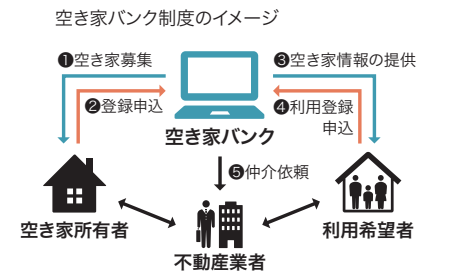 空き家バンク制度のイメージ
❶空き家募集
❸空き家情報の提供
❷登録申込
❹利用登録
申込
空き家バンク
❺仲介依頼
空き家所有者
利用希望者
不動産業者